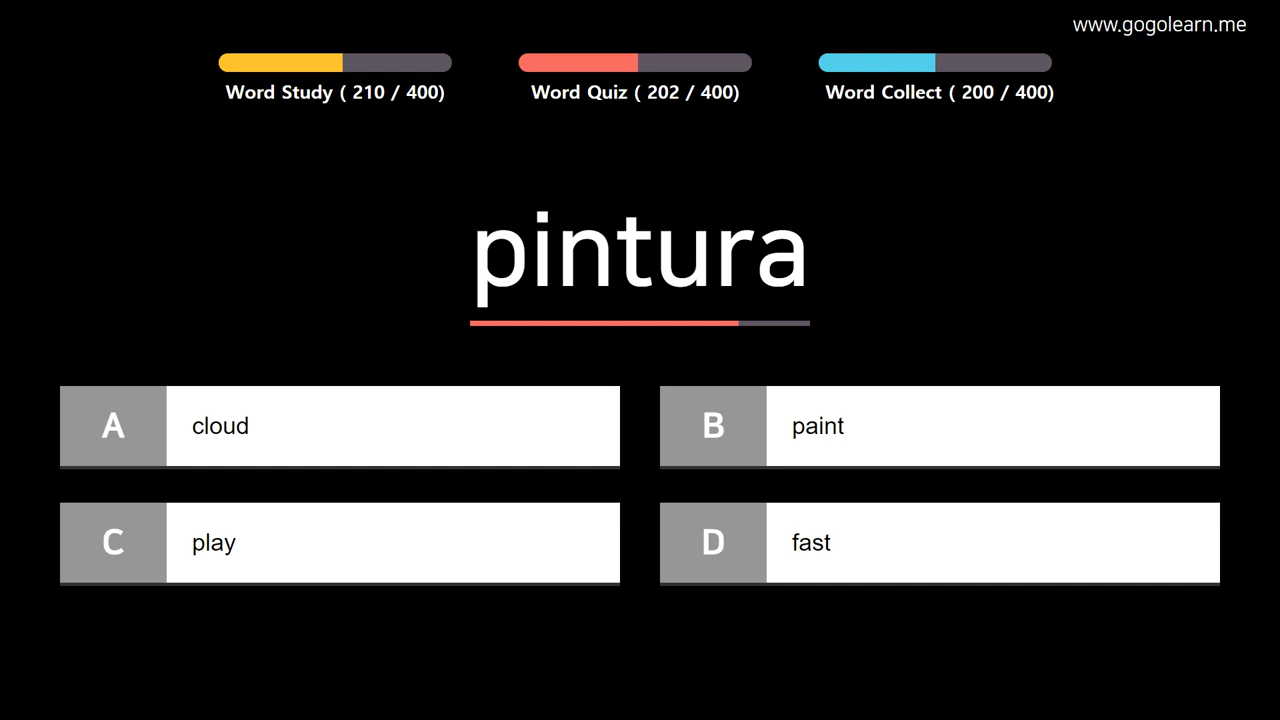 www.gogolearn.me
Word Study ( 210 / 400)
Word Quiz ( 202 / 400)
Word Collect ( 200 / 400)
pintura
A cloud
B paint
C play
D fast